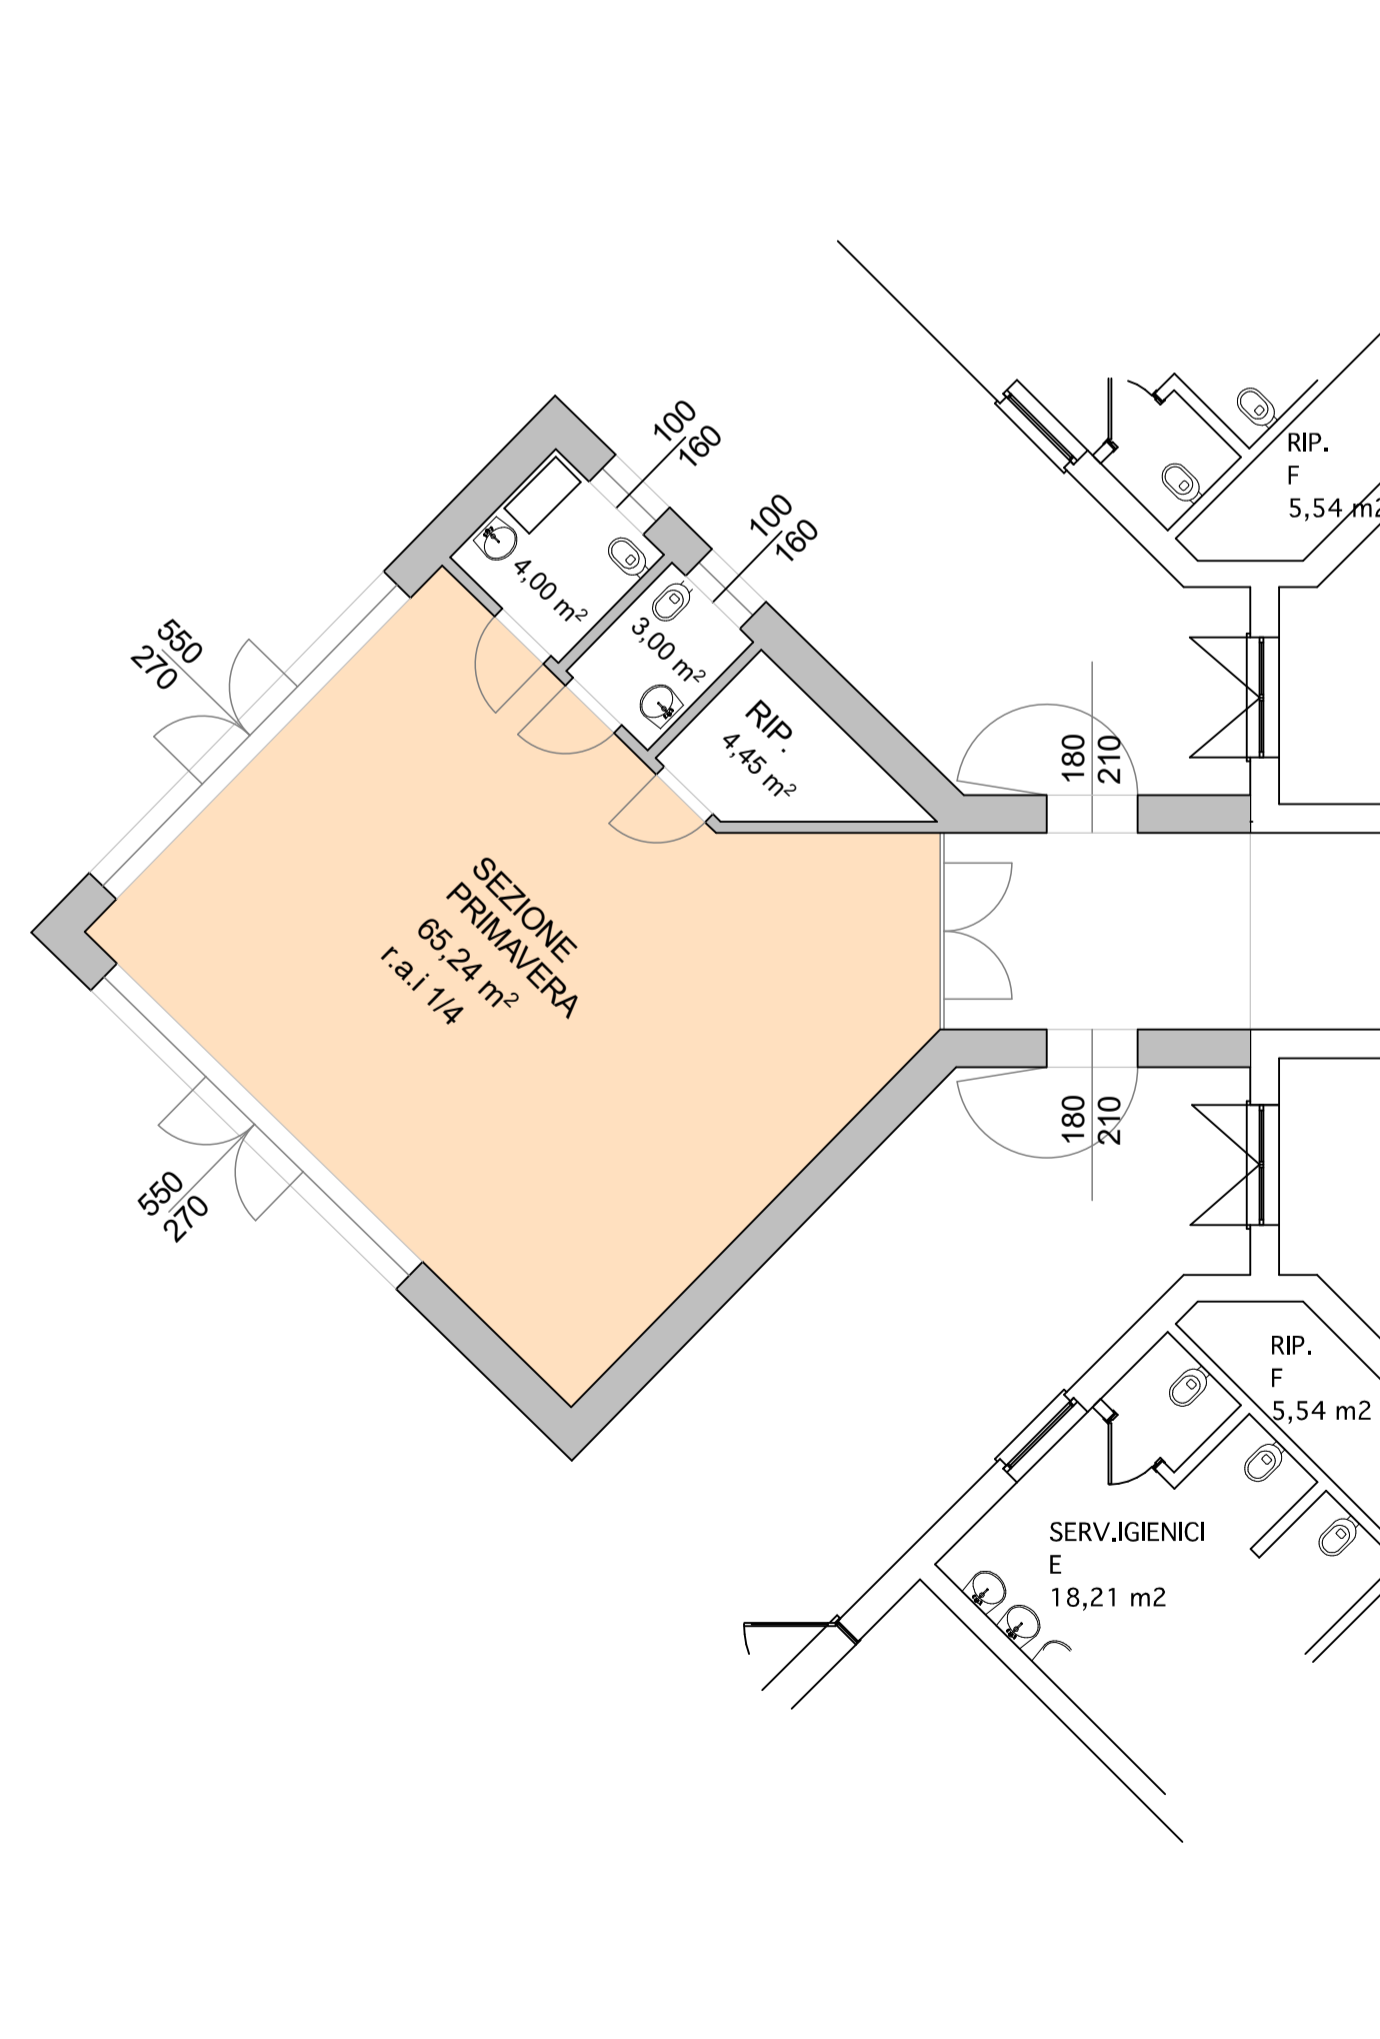 100
160
100
160
RIP.
F
5,54 m2
550
270
4,00 m²
3,00 m²
RIP.
4,45 m²
180
210
SEZIONE
PRIMAVERA
65,24 m²
r.a.i 1/4
180
210
550
270
RIP.
F
5,54 m2
SERV.IGIENICI
E
18,21 m2